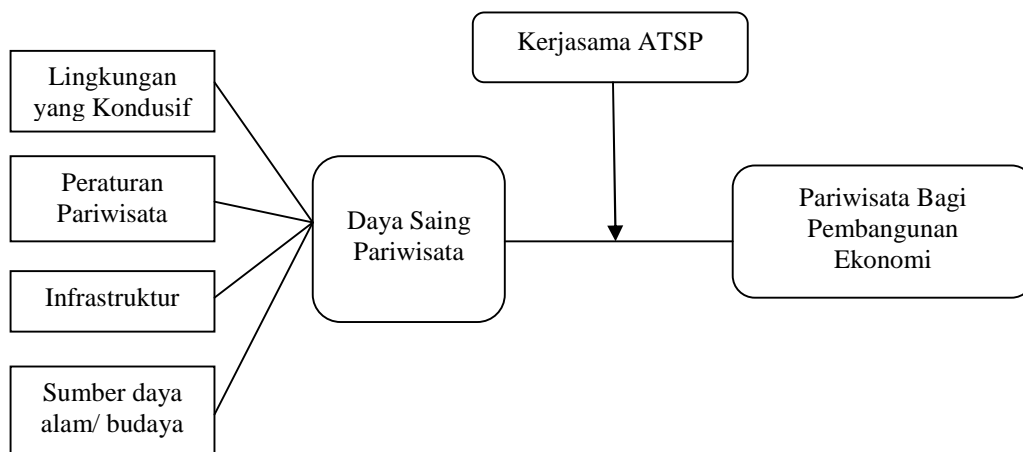 Kerjasama ATSP
Lingkungan
yang Kondusif
Peraturan
Pariwisata
Infrastruktur
Sumber daya
alam/ budaya
Daya Saing
Pariwisata
Pariwisata Bagi
Pembangunan
Ekonomi